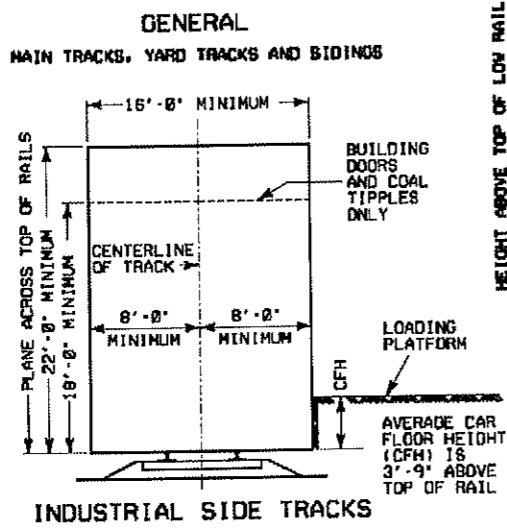 GENERAL
MAIN TRACKS, YARD TRACKS AND SIDINGS
16'-0" MINIMUM
BUILDING
DOORS
AND COAL
TIPPLES
ONLY
PLANE ACROSS TOP OF RAILS
22'-0" MINIMUM
18'-0" MINIMUM
CENTERLINE
OF TRACK
8'-0"
MINIMUM
8'-0"
MINIMUM
CFH
LOADING
PLATFORM
AVERAGE CAR
FLOOR HEIGHT
(CFH) IS
3'-9" ABOVE
TOP OF RAIL
INDUSTRIAL SIDE TRACKS
HEIGHT ABOVE TOP OF LOW RAIL